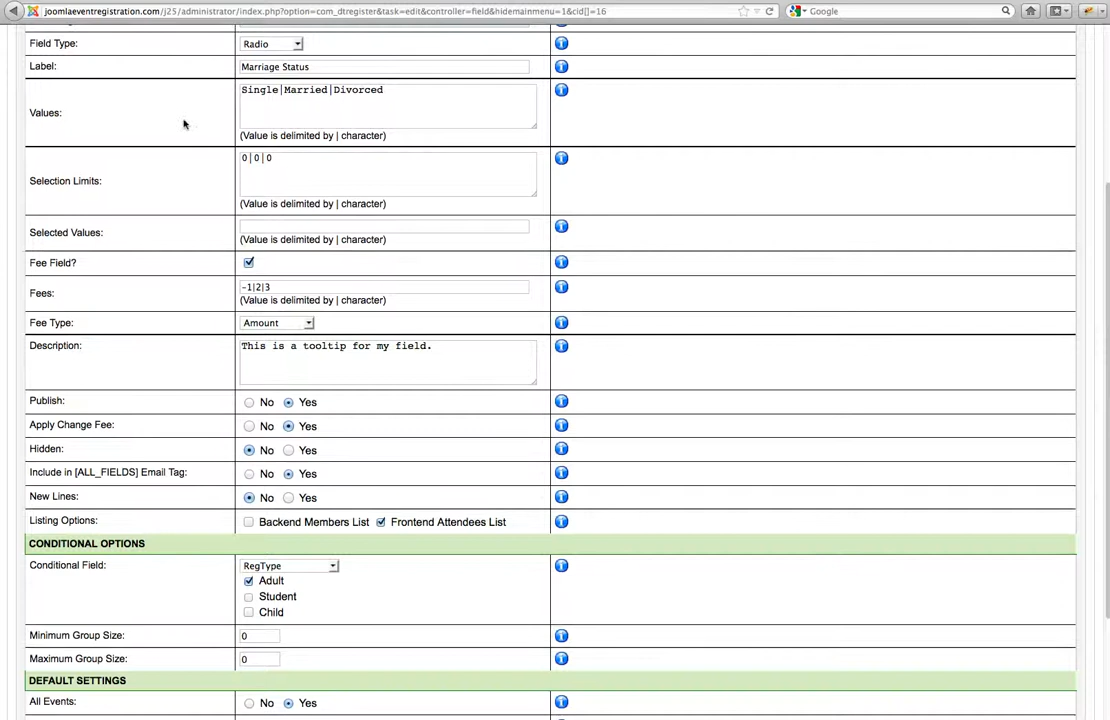 joomlaeventregistration.com/j25/administrator/index.php?option=com_dtregister&task=edit&controller=field&hidemainmenu=1&cid[]=16
Google
Field Type:
Radio
Label:
Marriage Status
Values:
Single|Married|Divorced
(Value is delimited by | character)
Selection Limits:
0|0|0
(Value is delimited by | character)
Selected Values:
(Value is delimited by | character)
Fee Field?
Fees:
-1|2|3
(Value is delimited by | character)
Fee Type:
Amount
Description:
This is a tooltip for my field.
Publish:
No Yes
Apply Change Fee:
No Yes
Hidden:
No Yes
Include in [ALL_FIELDS] Email Tag:
No Yes
New Lines:
No Yes
Listing Options:
Backend Members List Frontend Attendees List
CONDITIONAL OPTIONS
Conditional Field:
RegType
Adult
Student
Child
Minimum Group Size:
0
Maximum Group Size:
0
DEFAULT SETTINGS
All Events:
No Yes